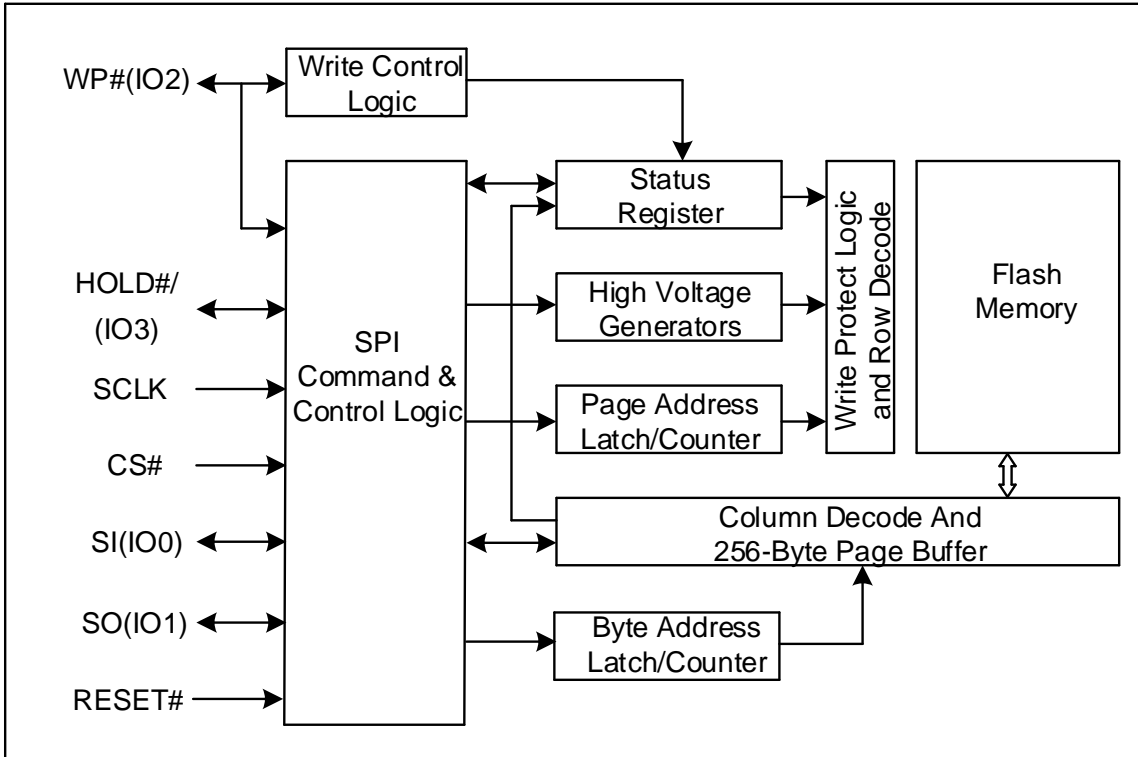 WP#(IO2)
Write Control
Logic
HOLD#/
(IO3)
SCLK
CS#
SI(IO0)
SO(IO1)
RESET#
SPI
Command &
Control Logic
Status
Register
High Voltage
Generators
Page Address
Latch/Counter
Write Protect Logic
and Row Decode
Flash
Memory
Column Decode And
256-Byte Page Buffer
Byte Address
Latch/Counter